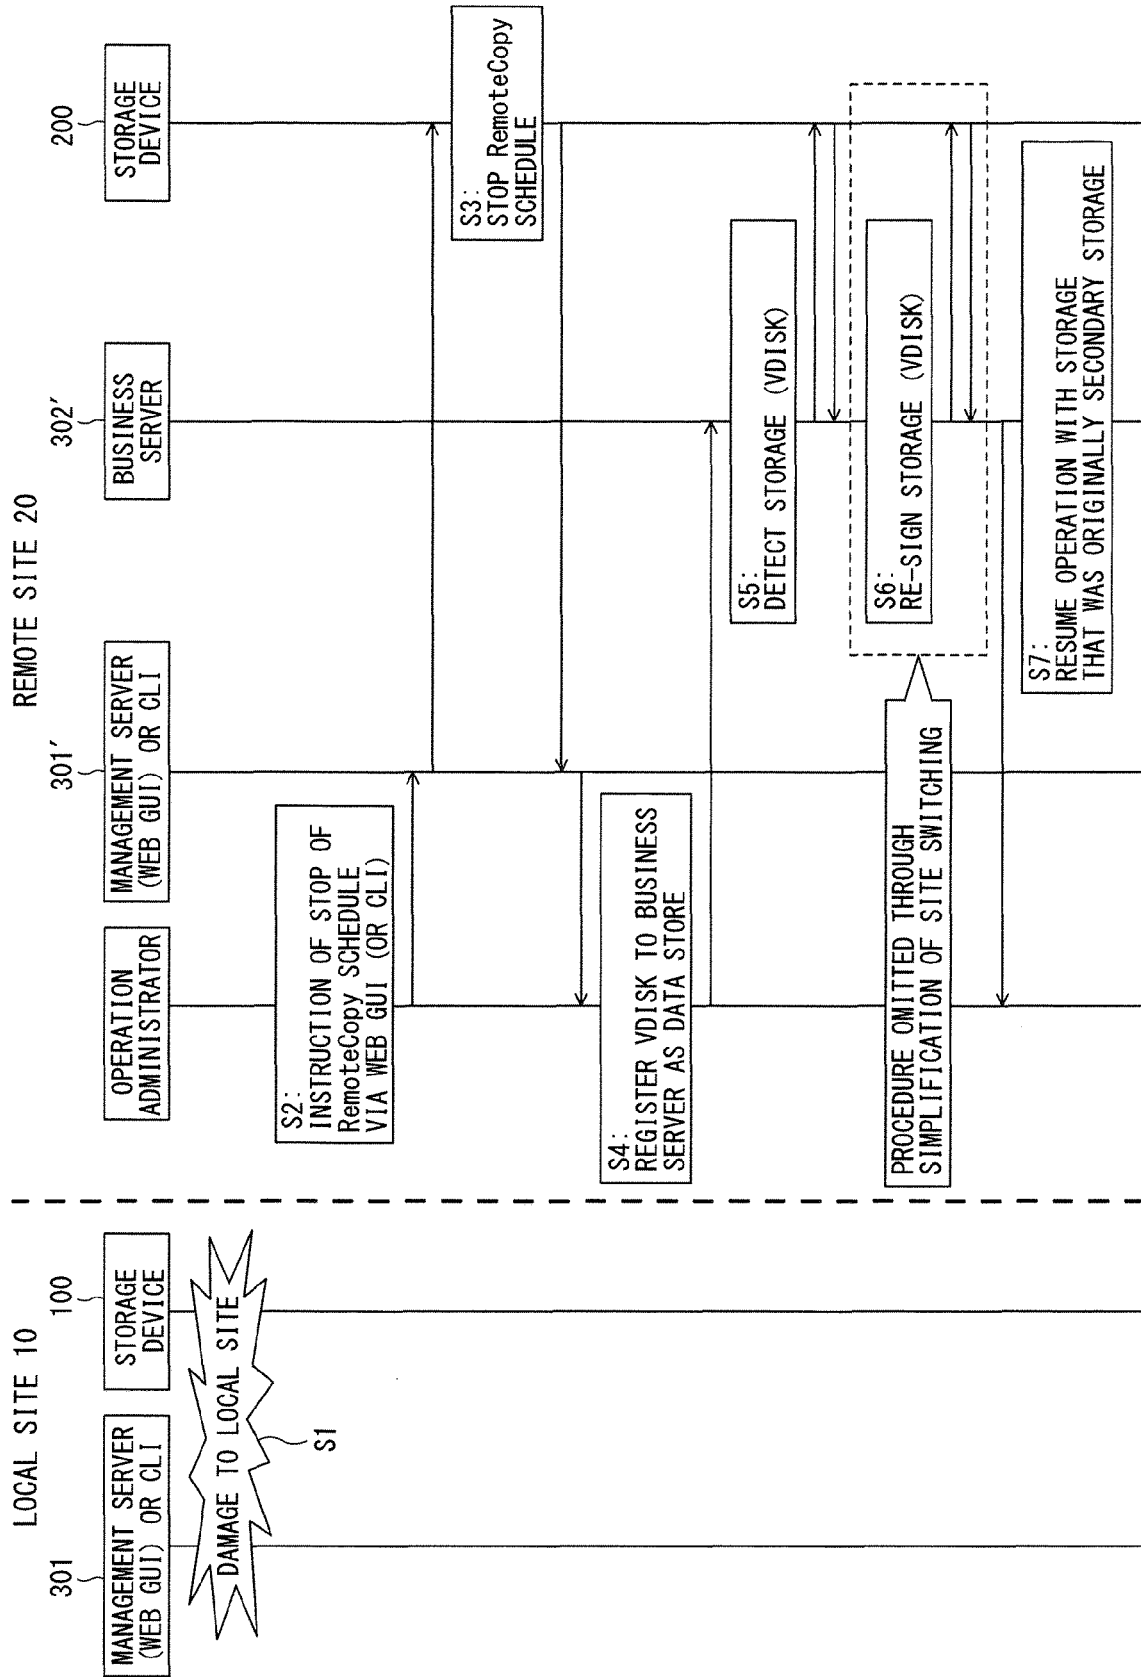 LOCAL SITE 10
REMOTE SITE 20
301
100
301'
302'
200
MANAGEMENT SERVER
(WEB GUI) OR CLI
STORAGE
DEVICE
OPERATION
ADMINISTRATOR
MANAGEMENT SERVER
(WEB GUI) OR CLI
BUSINESS
SERVER
STORAGE
DEVICE
DAMAGE TO LOCAL SITE
S1
S2:
INSTRUCTION OF STOP OF
RemoteCopy SCHEDULE
VIA WEB GUI (OR CLI)
S3:
STOP RemoteCopy
SCHEDULE
S4:
REGISTER VDISK TO BUSINESS
SERVER AS DATA STORE
S5:
DETECT STORAGE (VDISK)
S6:
RE-SIGN STORAGE (VDISK)
PROCEDURE OMITTED THROUGH
SIMPLIFICATION OF SITE SWITCHING
S7:
RESUME OPERATION WITH STORAGE
THAT WAS ORIGINALLY SECONDARY STORAGE